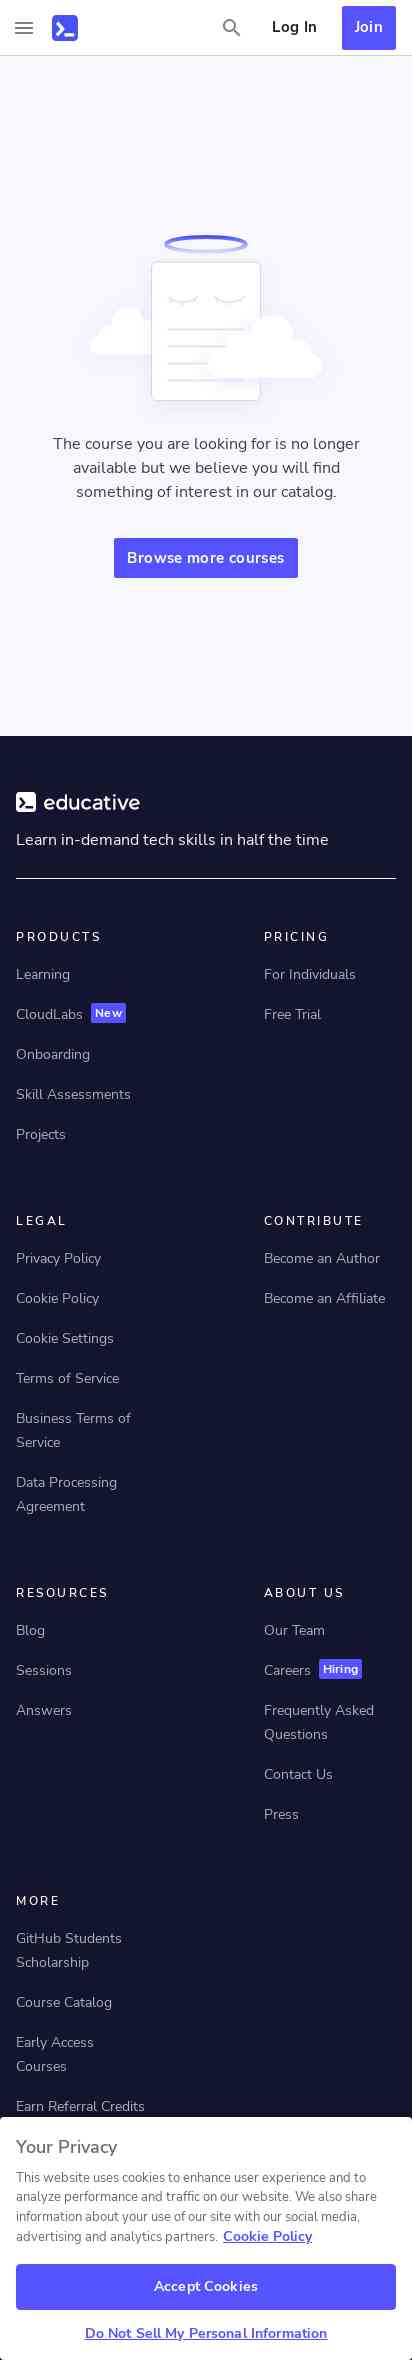 Log In
Join
The course you are looking for is no longer
available but we believe you will find
something of interest in our catalog.
Browse more courses
educative
Learn in-demand tech skills in half the time
PRODUCTS
Learning
CloudLabs New
Onboarding
Skill Assessments
Projects
PRICING
For Individuals
Free Trial
LEGAL
Privacy Policy
Cookie Policy
Cookie Settings
Terms of Service
Business Terms of
Service
Data Processing
Agreement
CONTRIBUTE
Become an Author
Become an Affiliate
RESOURCES
Blog
Sessions
Answers
ABOUT US
Our Team
Careers Hiring
Frequently Asked
Questions
Contact Us
Press
MORE
GitHub Students
Scholarship
Course Catalog
Early Access
Courses
Earn Referral Credits
Your Privacy
This website uses cookies to enhance user experience and to
analyze performance and traffic on our website. We also share
information about your use of our site with our social media,
advertising and analytics partners. Cookie Policy
Accept Cookies
Do Not Sell My Personal Information